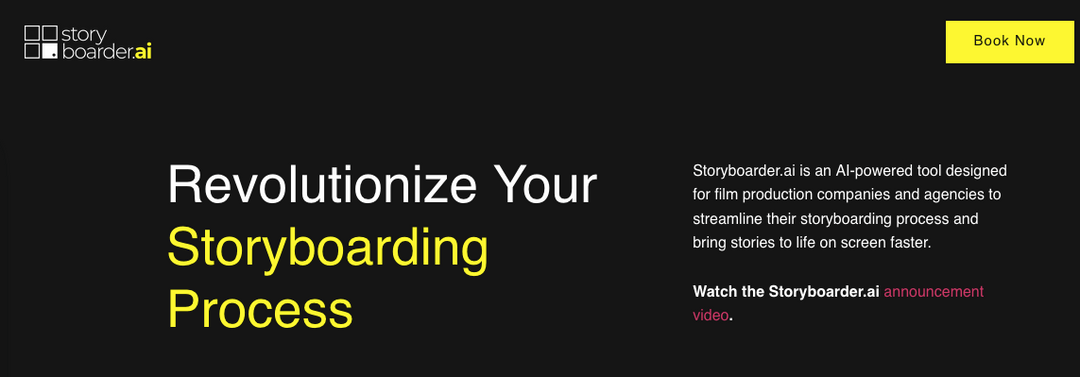 story
boarder.ai
Book Now
Revolutionize Your
Storyboarding
Process
Storyboarder.ai is an AI-powered tool designed
for film production companies and agencies to
streamline their storyboarding process and
bring stories to life on screen faster.
Watch the Storyboarder.ai announcement
video.